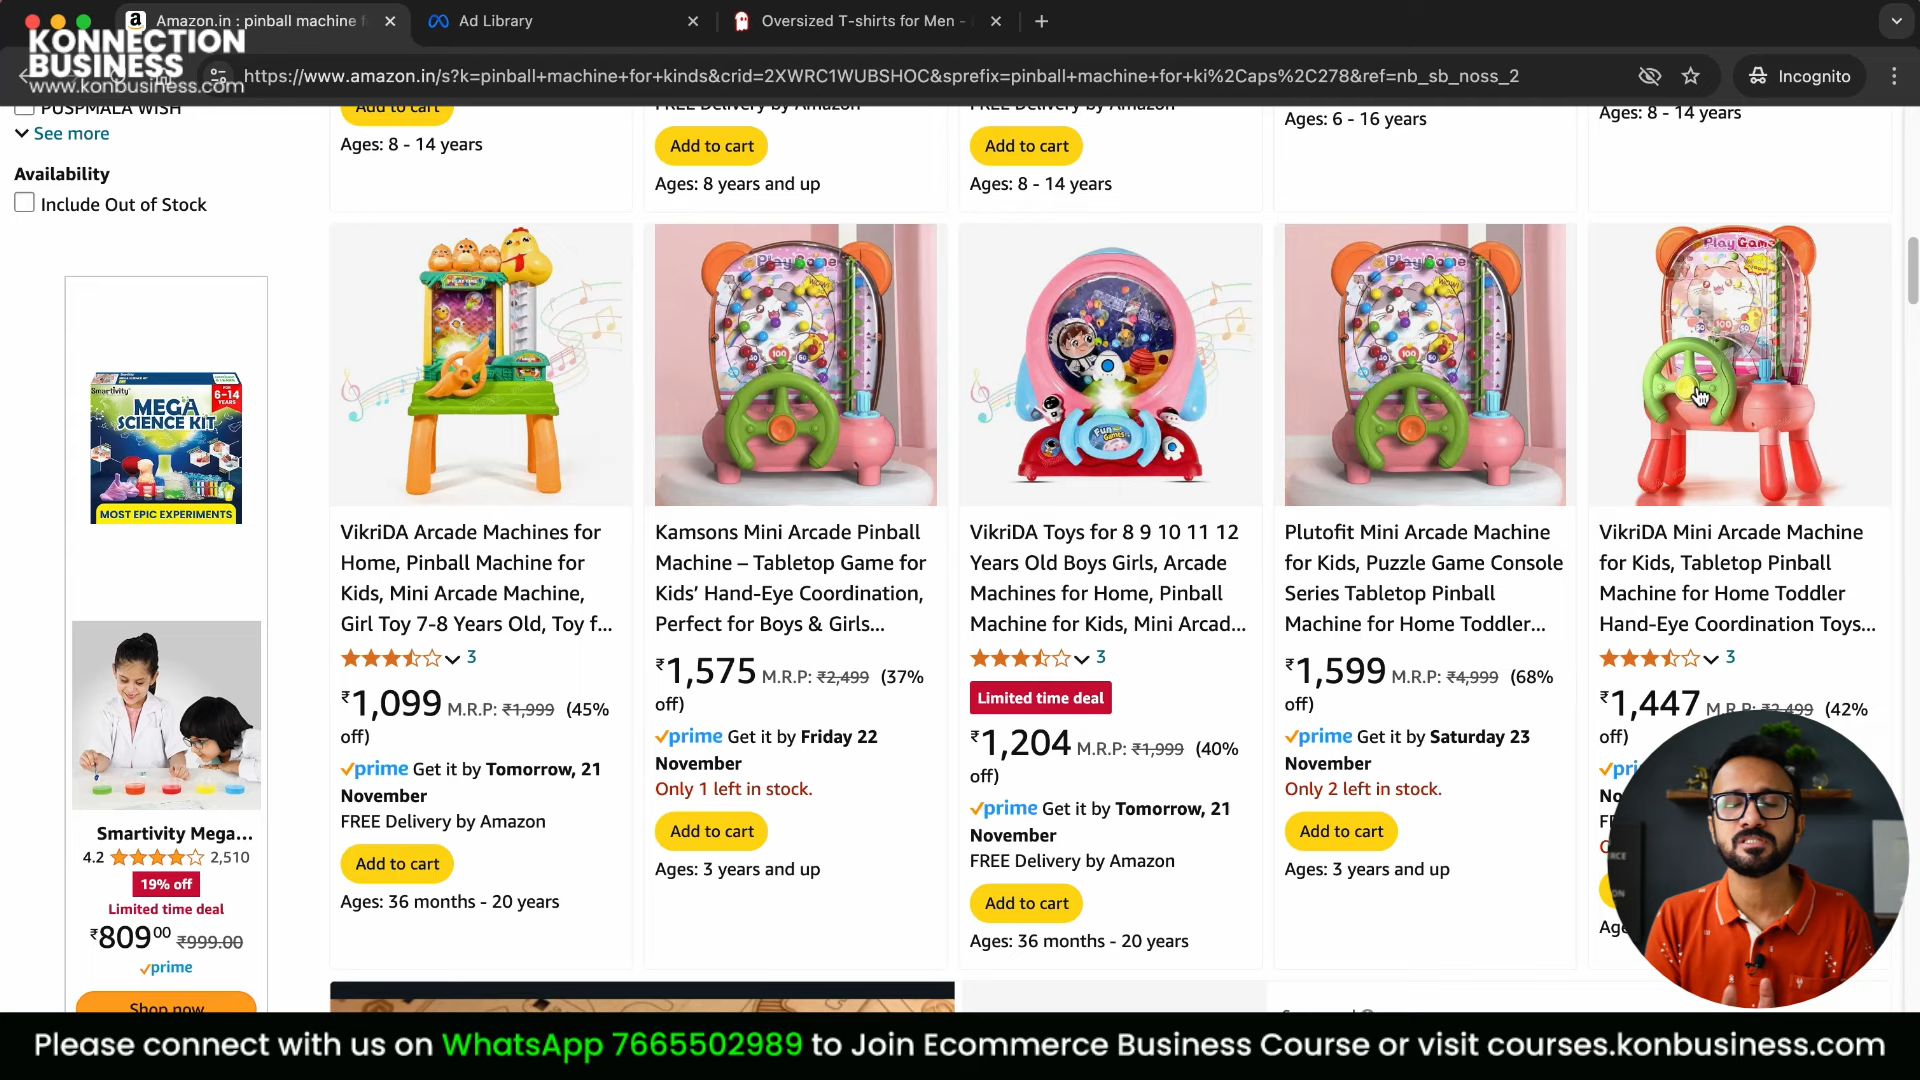 Amazon.in : pinball machine f
Ad Library
Oversized T-shirts for Men -
KONNECTION
BUSINESS
www.konbusiness.com
https://www.amazon.in/s?k=pinball+machine+for+kinds&crid=2XWRC1WUBSHOC&sprefix=pinball+machine+for+ki%2Caps%2C278&ref=nb_sb_noss_2
Incognito
PUSPMALA WISH
See more
Availability
Include Out of Stock
Smartivity
6-14
YEARS
MEGA
SCIENCE KIT
MOST EPIC EXPERIMENTS
Smartivity Mega...
4.2 2,510
19% off
Limited time deal
₹809⁰⁰ ₹999.00
prime
Shop now
Add to cart
Ages: 8 - 14 years
FREE Delivery by Amazon
Add to cart
Ages: 8 years and up
FREE Delivery by Amazon
Add to cart
Ages: 8 - 14 years
Ages: 6 - 16 years
Ages: 8 - 14 years
VikriDA Arcade Machines for
Home, Pinball Machine for
Kids, Mini Arcade Machine,
Girl Toy 7-8 Years Old, Toy f...
3
₹1,099 M.R.P: ₹1,999 (45%
off)
prime Get it by Tomorrow, 21
November
FREE Delivery by Amazon
Add to cart
Ages: 36 months - 20 years
Play Game
100
Kamsons Mini Arcade Pinball
Machine – Tabletop Game for
Kids' Hand-Eye Coordination,
Perfect for Boys & Girls...
₹1,575 M.R.P: ₹2,499 (37%
off)
prime Get it by Friday 22
November
Only 1 left in stock.
Add to cart
Ages: 3 years and up
Fun
Games
VikriDA Toys for 8 9 10 11 12
Years Old Boys Girls, Arcade
Machines for Home, Pinball
Machine for Kids, Mini Arcad...
3
Limited time deal
₹1,204 M.R.P: ₹1,999 (40%
off)
prime Get it by Tomorrow, 21
November
FREE Delivery by Amazon
Add to cart
Ages: 36 months - 20 years
Play Game
100
Plutofit Mini Arcade Machine
for Kids, Puzzle Game Console
Series Tabletop Pinball
Machine for Home Toddler...
₹1,599 M.R.P: ₹4,999 (68%
off)
prime Get it by Saturday 23
November
Only 2 left in stock.
Add to cart
Ages: 3 years and up
Play Game
100
VikriDA Mini Arcade Machine
for Kids, Tabletop Pinball
Machine for Home Toddler
Hand-Eye Coordination Toys...
3
₹1,447 M.R.P: ₹2,499 (42%
off)
Please connect with us on WhatsApp 7665502989 to Join Ecommerce Business Course or visit courses.konbusiness.com